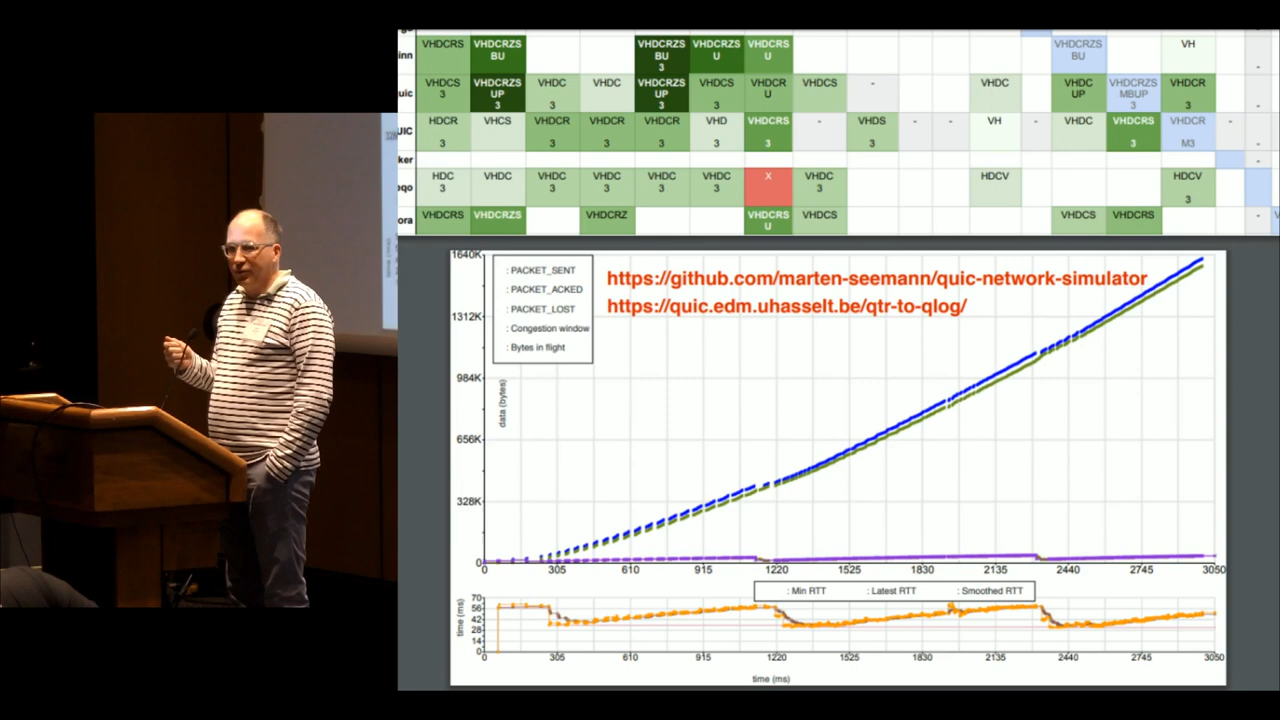 inn VHDCRS VHDCRZS VHDCRZS VHDCRZS VHDCRS VHDCRZS VH
BU BU U U BU
3 -
uic VHDCS VHDCRZS VHDC VHDC VHDCRZS VHDCS VHDCR VHDCS - VHDC VHDC VHDCRZS VHDCR
3 UP 3 UP 3 U UP MBUP 3
3 3 3 -
UIC HDCR VHCS VHDCR VHDCR VHDCR VHD VHDCRS - VHDS - - VH - VHDC VHDCRS VHDCR -
3 3 3 3 3 3 3 3 M3 -
ker -
pqo HDC VHDC VHDC VHDC VHDC VHDC X VHDC HDCV VHDCV
3 3 3 3 3 3 3 -
ora VHDCRS VHDCRZS VHDCRZ VHDCRS VHDCS VHDCS VHDCRS -
U
https://github.com/marten-seemann/quic-network-simulator
https://quic.edm.uhasselt.be/qtr-to-qlog/
: PACKET_SENT
: PACKET_ACKED
: PACKET_LOST
: Congestion window
: Bytes in flight
1640K
1312K
984K
656K
328K
0
data (bytes)
0 305 610 915 1220 1525 1830 2135 2440 2745 3050
: Min RTT : Latest RTT : Smoothed RTT
70
56
42
28
14
0
time (ms)
0 305 610 915 1220 1525 1830 2135 2440 2745 3050
time (ms)